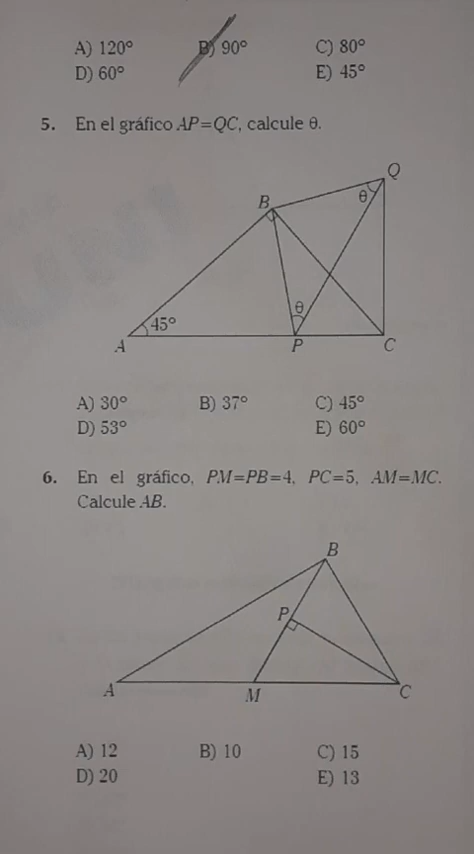 A) 120° B) 90° C) 80°
D) 60° E) 45°
5. En el gráfico AP=QC, calcule θ.
Q
B θ
θ
45°
A P C
A) 30° B) 37° C) 45°
D) 53° E) 60°
6. En el gráfico, PM=PB=4, PC=5, AM=MC.
Calcule AB.
B
P
A M C
A) 12 B) 10 C) 15
D) 20 E) 13